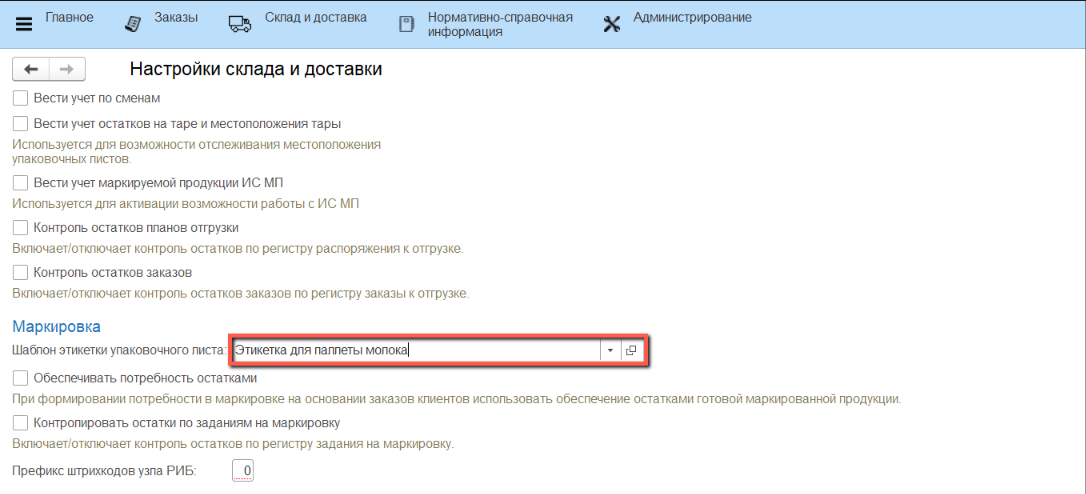 Главное
Заказы
Склад и доставка
Нормативно-справочная
информация
Администрирование
Настройки склада и доставки
Вести учет по сменам
Вести учет остатков на таре и местоположения тары
Используется для возможности отслеживания местоположения
упаковочных листов.
Вести учет маркируемой продукции ИС МП
Используется для активации возможности работы с ИС МП
Контроль остатков планов отгрузки
Включает/отключает контроль остатков по регистру распоряжения к отгрузке.
Контроль остатков заказов
Включает/отключает контроль остатков заказов по регистру заказы к отгрузке.
Маркировка
Шаблон этикетки упаковочного листа: Этикетка для паллеты молока
Обеспечивать потребность остатками
При формировании потребности в маркировке на основании заказов клиентов использовать обеспечение остатками готовой маркированной продукции.
Контролировать остатки по заданиям на маркировку
Включает/отключает контроль остатков по регистру задания на маркировку.
Префикс штрихкодов узла РИБ: 0